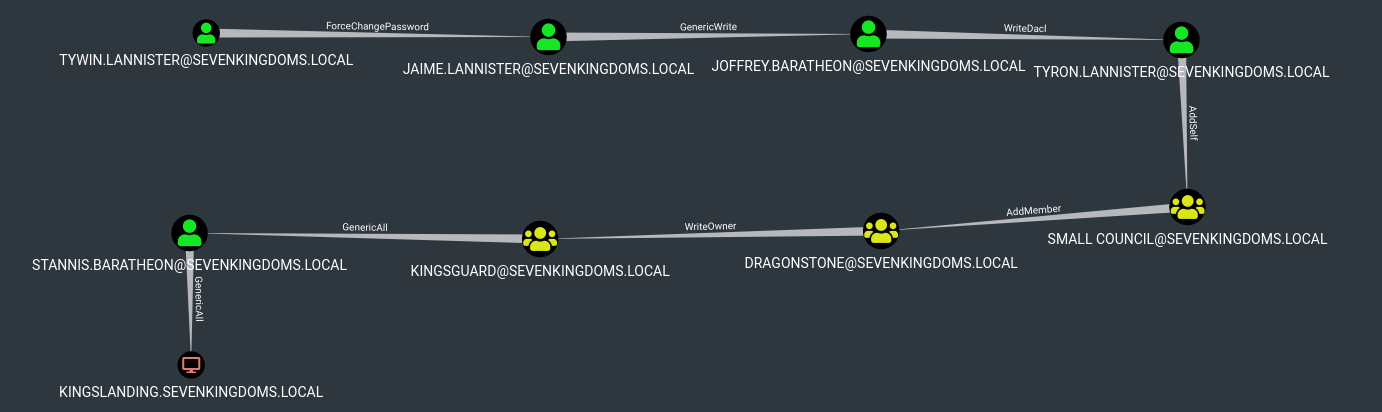 ForceChangePassword
GenericWrite
WriteDacl
TYWIN.LANNISTER@SEVENKINGDOMS.LOCAL
JAIME.LANNISTER@SEVENKINGDOMS.LOCAL
JOFFREY.BARATHEON@SEVENKINGDOMS.LOCAL
TYRON.LANNISTER@SEVENKINGDOMS.LOCAL
AddSelf
AddMember
WriteOwner
GenericAll
SMALL COUNCIL@SEVENKINGDOMS.LOCAL
DRAGONSTONE@SEVENKINGDOMS.LOCAL
KINGSGUARD@SEVENKINGDOMS.LOCAL
STANNIS.BARATHEON@SEVENKINGDOMS.LOCAL
GenericAll
KINGSLANDING.SEVENKINGDOMS.LOCAL